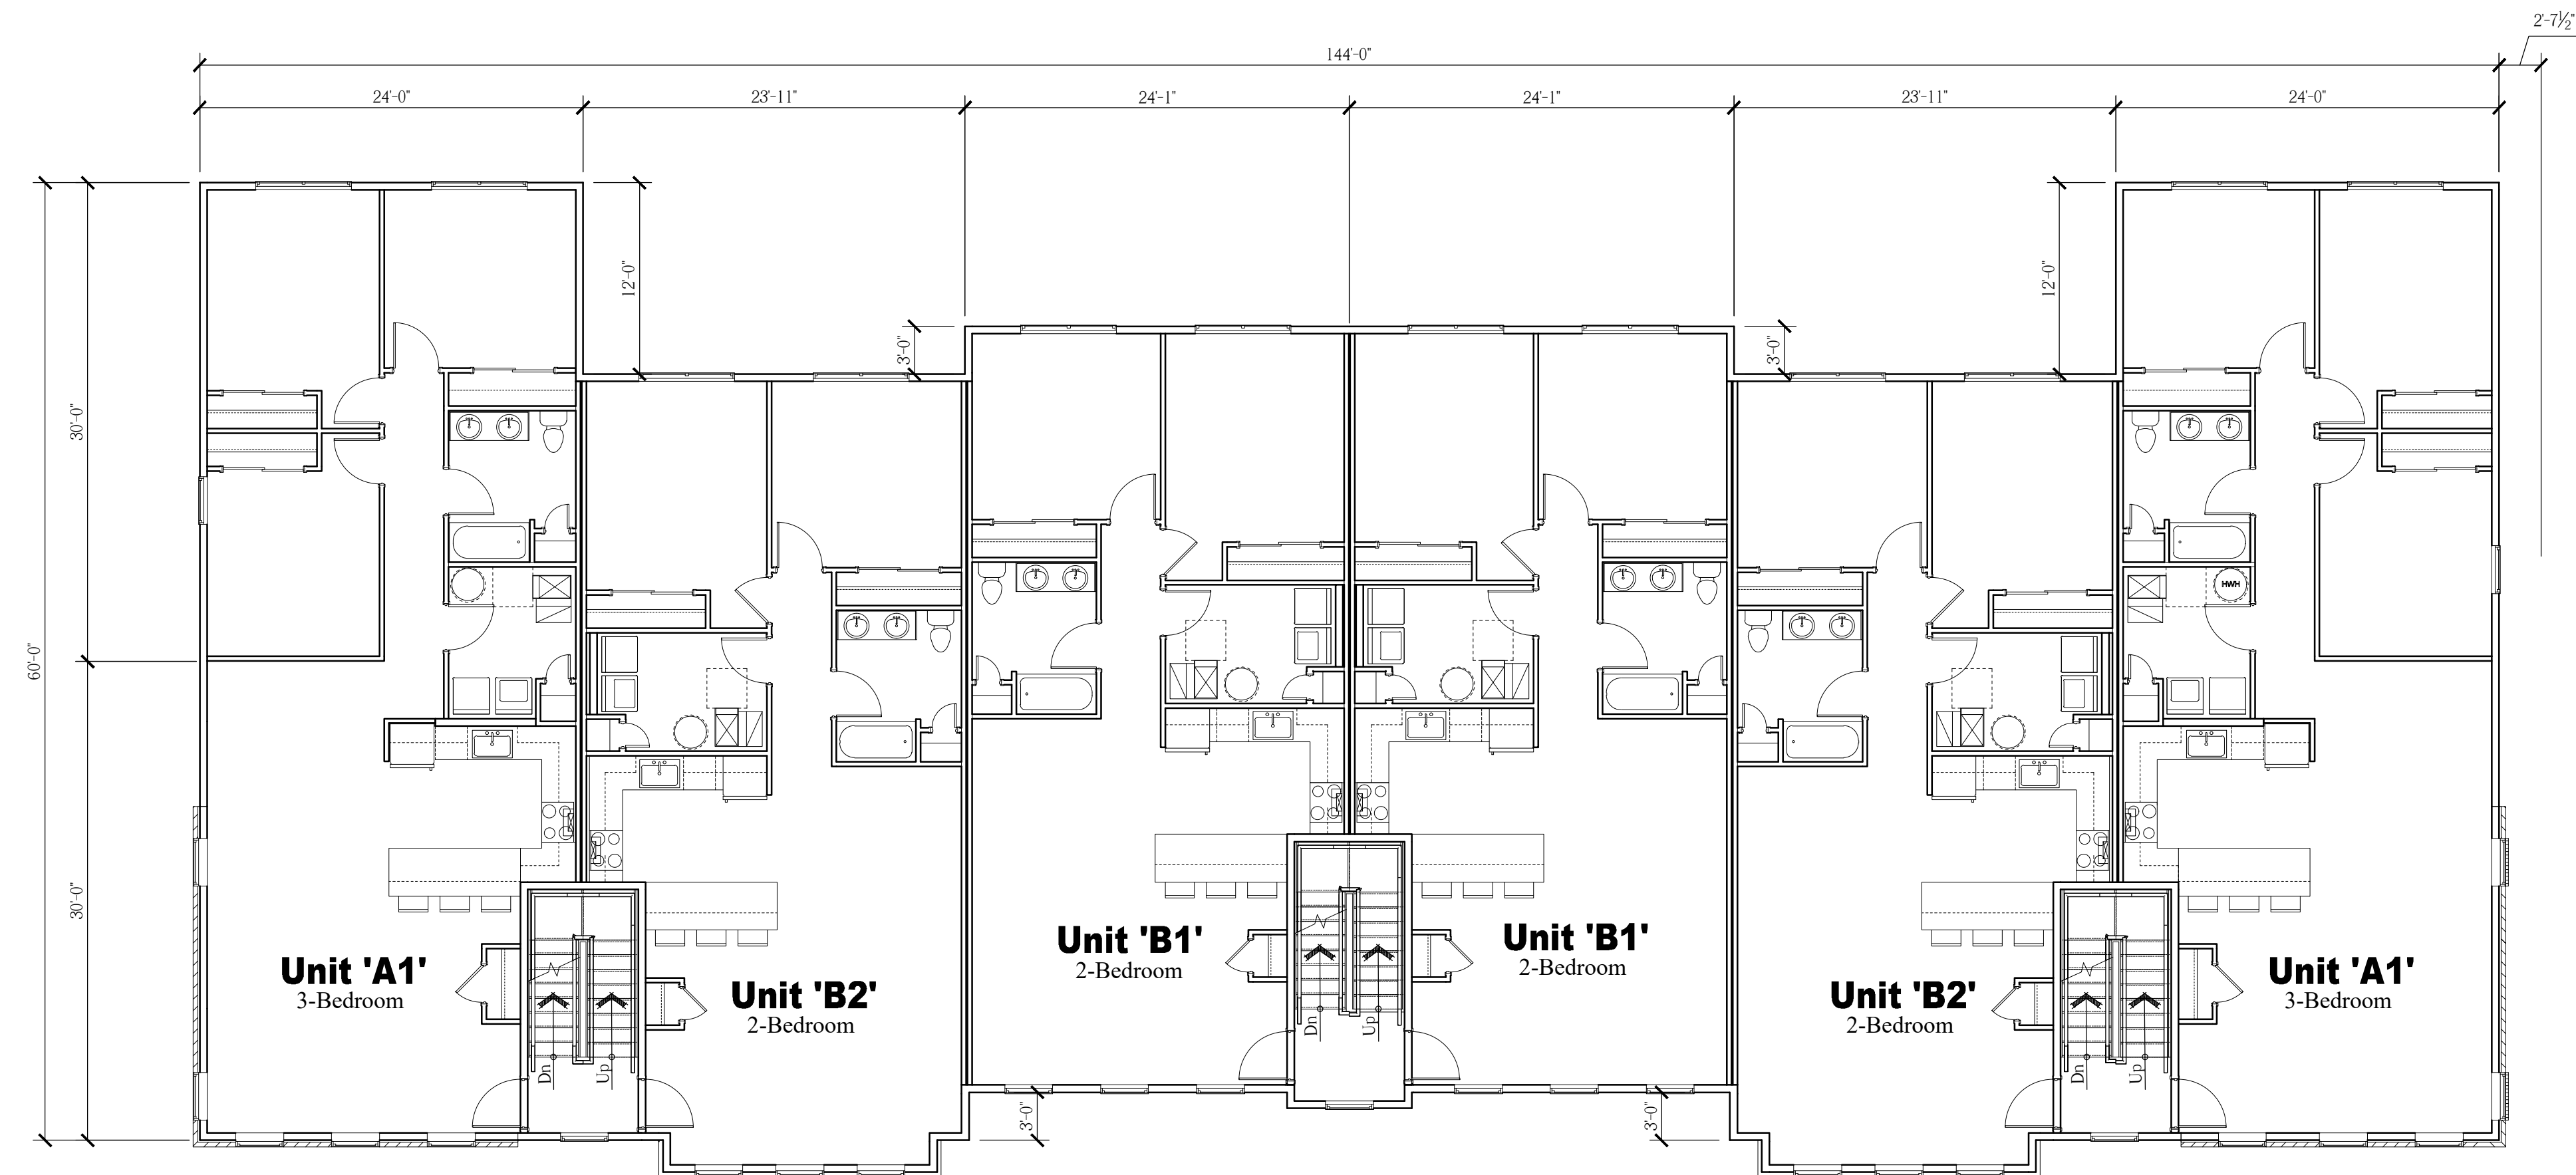 2'-7½"
144'-0"
24'-0"
23'-11"
24'-1"
24'-1"
23'-11"
24'-0"
12'-0"
12'-0"
3'-0"
3'-0"
30'-0"
60'-0"
30'-0"
HWH
Unit 'A1'
3-Bedroom
Unit 'B2'
2-Bedroom
Unit 'B1'
2-Bedroom
Unit 'B1'
2-Bedroom
Unit 'B2'
2-Bedroom
Unit 'A1'
3-Bedroom
Dn
Up
Dn
Up
Dn
Up
3'-0"
3'-0"